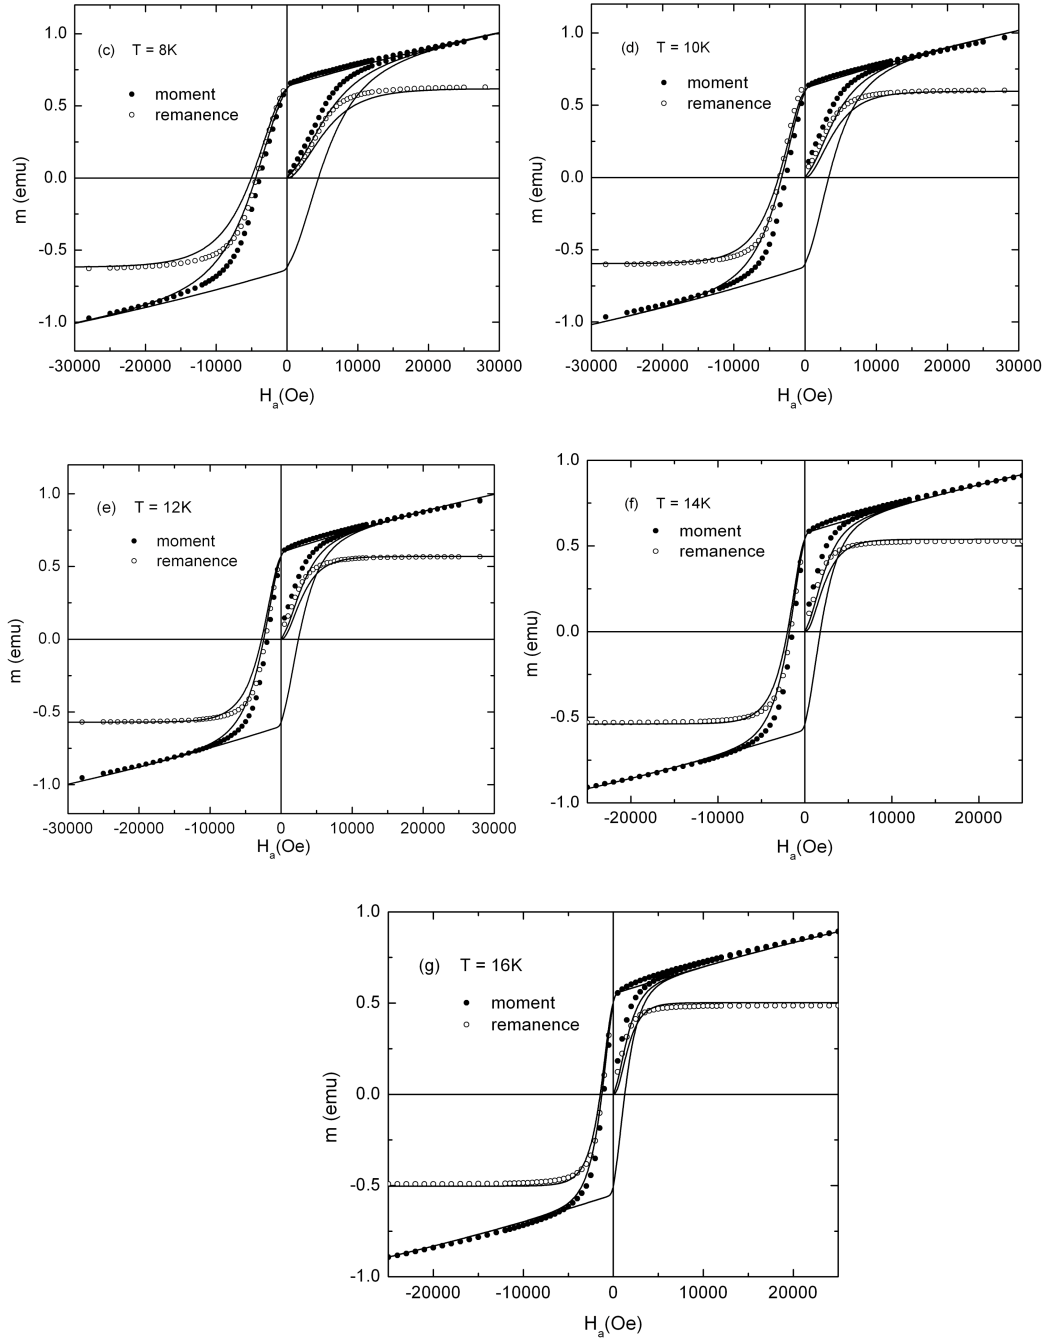 (c) T = 8K
moment
remanence
1.0
0.5
0.0
-0.5
-1.0
m (emu)
-30000 -20000 -10000 0 10000 20000 30000
Ha(Oe)
(d) T = 10K
moment
remanence
1.0
0.5
0.0
-0.5
-1.0
m (emu)
-30000 -20000 -10000 0 10000 20000 30000
Ha(Oe)
(e) T = 12K
moment
remanence
1.0
0.5
0.0
-0.5
-1.0
m (emu)
-30000 -20000 -10000 0 10000 20000 30000
Ha(Oe)
(f) T = 14K
moment
remanence
1.0
0.5
0.0
-0.5
-1.0
m (emu)
-20000 -10000 0 10000 20000
Ha(Oe)
(g) T = 16K
moment
remanence
1.0
0.5
0.0
-0.5
-1.0
m (emu)
-20000 -10000 0 10000 20000
Ha(Oe)